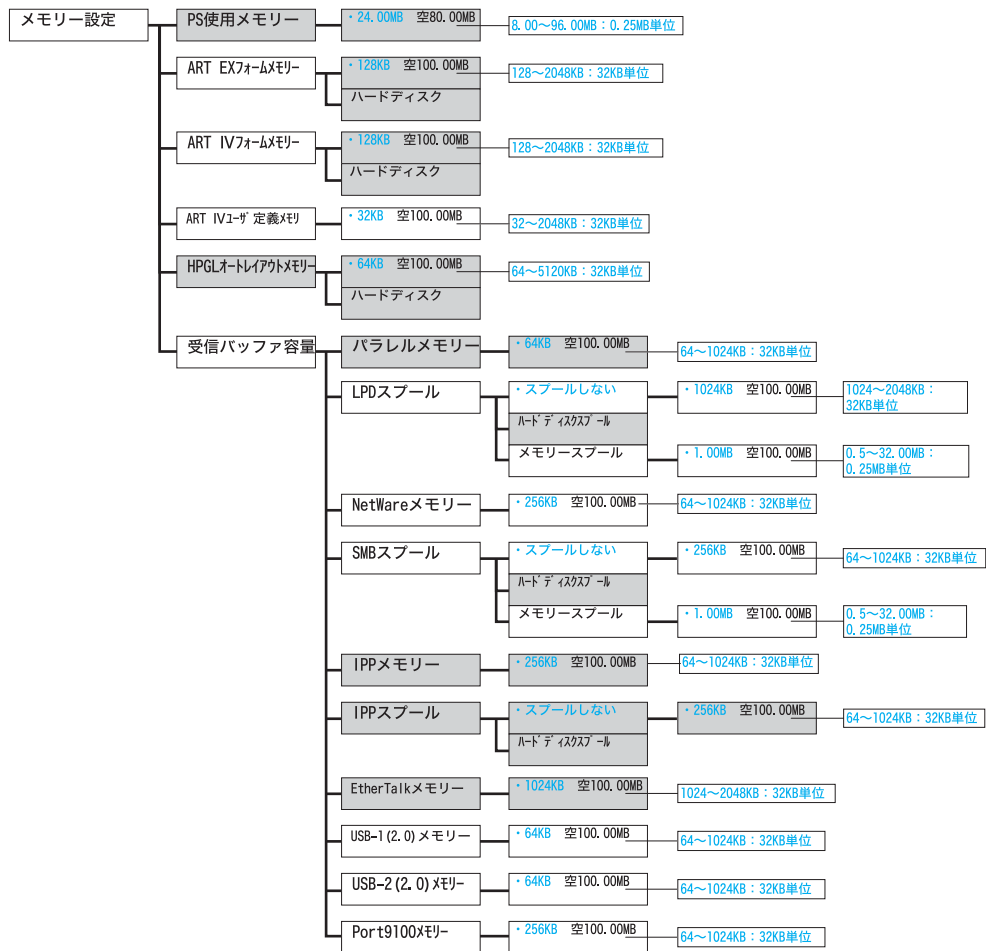 メモリー設定
PS使用メモリー
・24.00MB 空80.00MB
8.00～96.00MB：0.25MB単位
ART EXフォームメモリー
・128KB 空100.00MB
128～2048KB：32KB単位
ハードディスク
ART IVフォームメモリー
・128KB 空100.00MB
128～2048KB：32KB単位
ハードディスク
ART IVユーザ定義メモリ
・32KB 空100.00MB
32～2048KB：32KB単位
HPGLオートレイアウトメモリー
・64KB 空100.00MB
64～5120KB：32KB単位
ハードディスク
受信バッファ容量
パラレルメモリー
・64KB 空100.00MB
64～1024KB：32KB単位
LPDスプール
・スプールしない
・1024KB 空100.00MB
1024～2048KB：
32KB単位
ハードディスクスプール
メモリースプール
・1.00MB 空100.00MB
0.5～32.00MB：
0.25MB単位
NetWareメモリー
・256KB 空100.00MB
64～1024KB：32KB単位
SMBスプール
・スプールしない
・256KB 空100.00MB
64～1024KB：32KB単位
ハードディスクスプール
メモリースプール
・1.00MB 空100.00MB
0.5～32.00MB：
0.25MB単位
IPPメモリー
・256KB 空100.00MB
64～1024KB：32KB単位
IPPスプール
・スプールしない
・256KB 空100.00MB
64～1024KB：32KB単位
ハードディスクスプール
EtherTalkメモリー
・1024KB 空100.00MB
1024～2048KB：32KB単位
USB-1(2.0)メモリー
・64KB 空100.00MB
64～1024KB：32KB単位
USB-2(2.0)メモリー
・64KB 空100.00MB
64～1024KB：32KB単位
Port9100メモリー
・256KB 空100.00MB
64～1024KB：32KB単位